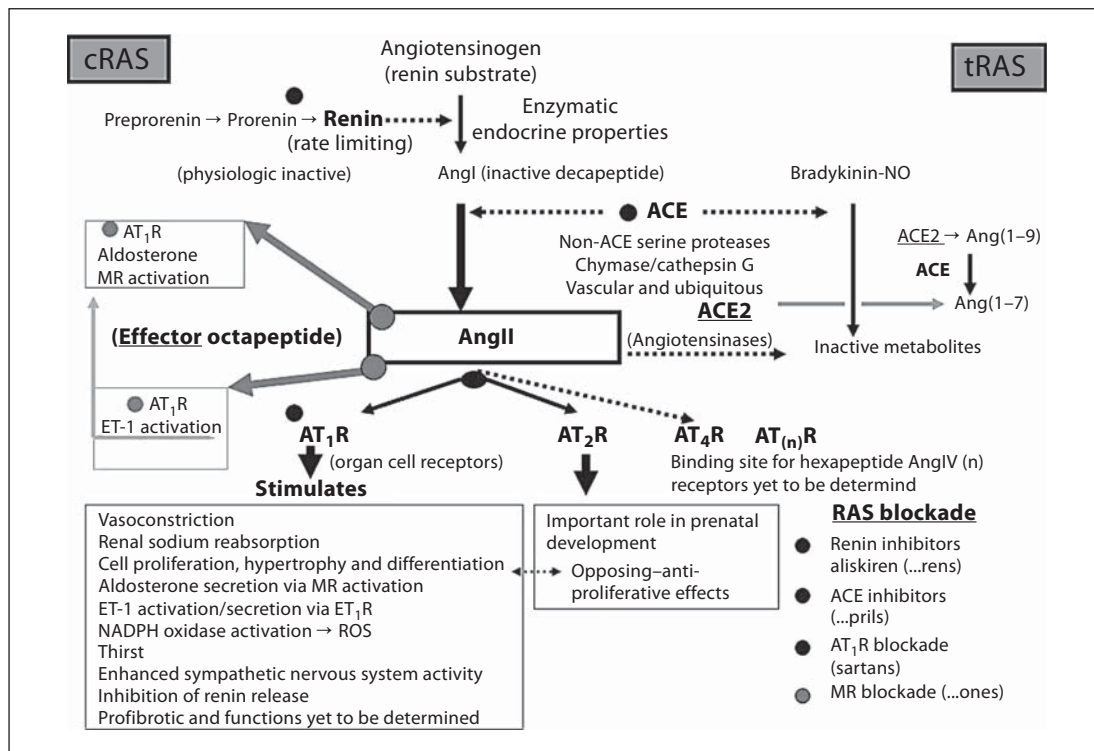 cRAS
tRAS
Angiotensinogen
(renin substrate)
Preprorenin → Prorenin → Renin
(rate limiting)
Enzymatic
endocrine properties
(physiologic inactive)
AngI (inactive decapeptide)
Bradykinin-NO
ACE
Non-ACE serine proteases
Chymase/cathepsin G
Vascular and ubiquitous
ACE2
(Angiotensinases)
ACE2 → Ang(1–9)
ACE
Ang(1–7)
Inactive metabolites
AT1R
Aldosterone
MR activation
(Effector octapeptide)
AngII
AT1R
ET-1 activation
AT1R
(organ cell receptors)
Stimulates
AT2R
AT4R
AT(n)R
Binding site for hexapeptide AngIV (n)
receptors yet to be determind
Vasoconstriction
Renal sodium reabsorption
Cell proliferation, hypertrophy and differentiation
Aldosterone secretion via MR activation
ET-1 activation/secretion via ET1R
NADPH oxidase activation → ROS
Thirst
Enhanced sympathetic nervous system activity
Inhibition of renin release
Profibrotic and functions yet to be determined
Important role in prenatal
development
Opposing–anti-
proliferative effects
RAS blockade
Renin inhibitors
aliskiren (...rens)
ACE inhibitors
(...prils)
AT1R blockade
(sartans)
MR blockade (...ones)